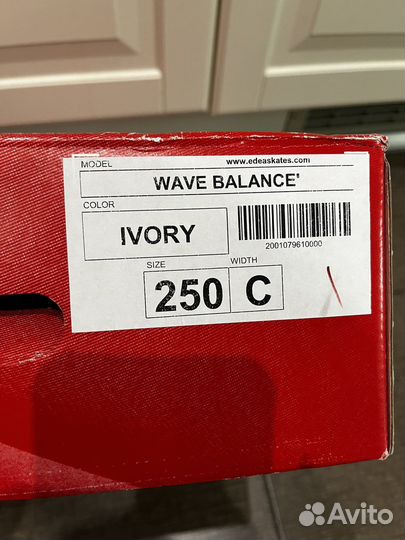 MODEL www.edeaskates.com
WAVE BALANCE'
COLOR
IVORY
2001079610000
SIZE WIDTH
250 C
Avito